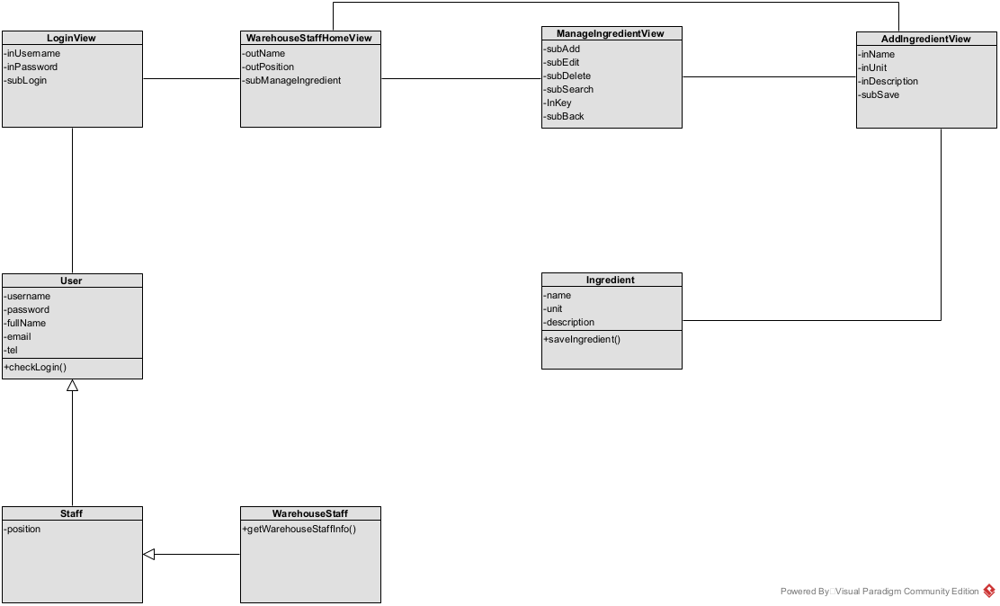 LoginView
-inUsername
-inPassword
-subLogin
WarehouseStaffHomeView
-outName
-outPosition
-subManageIngredient
ManageIngredientView
-subAdd
-subEdit
-subDelete
-subSearch
-InKey
-subBack
AddIngredientView
-inName
-inUnit
-inDescription
-subSave
User
-username
-password
-fullName
-email
-tel
+checkLogin()
Ingredient
-name
-unit
-description
+saveIngredient()
Staff
-position
WarehouseStaff
+getWarehouseStaffInfo()
Powered By Visual Paradigm Community Edition